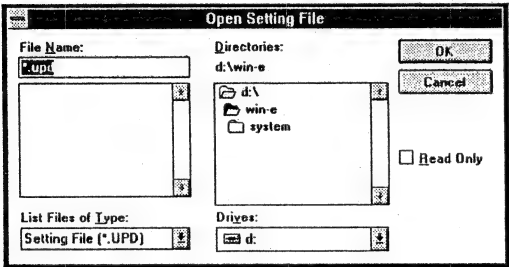 Open Setting File
File Name:
*.upd
Directories:
d:\win-e
d:\
win-e
system
OK
Cancel
Read Only
List Files of Type:
Setting File (*.UPD)
Drives:
d: